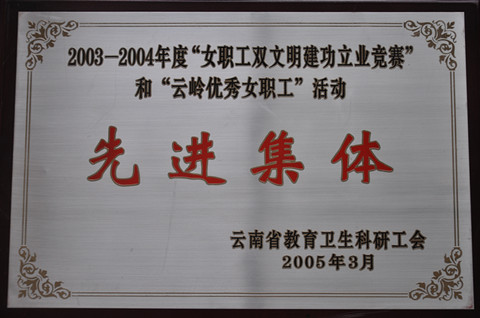 2003—2004年度“女职工双文明建功立业竞赛”
和“云岭优秀女职工”活动
先进集体
云南省教育卫生科研工会
2005年3月